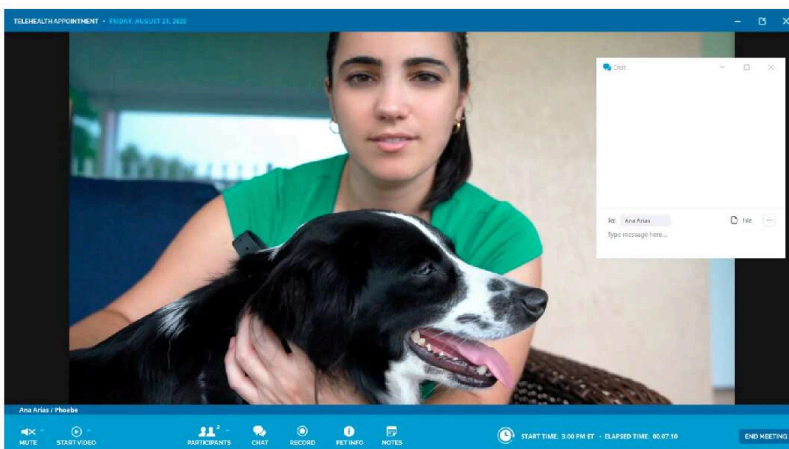 TELEHEALTH APPOINTMENT • FRIDAY, AUGUST 21, 2020
Chat
To: Ana Arias File ...
Type message here...
Ana Arias / Phoebe
MUTE START VIDEO 2 PARTICIPANTS CHAT RECORD PET INFO NOTES START TIME: 3:00 PM ET • ELAPSED TIME: 00:07:10 END MEETING